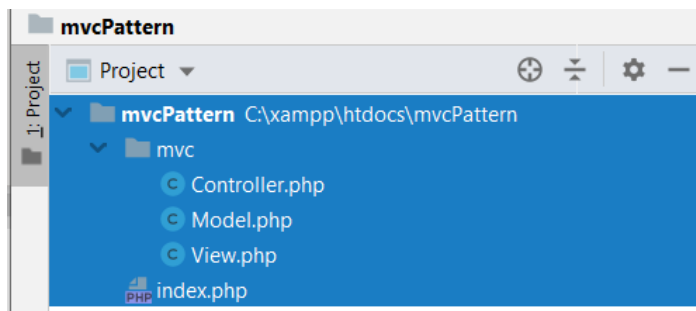 mvcPattern
1: Project
Project
mvcPattern C:\xampp\htdocs\mvcPattern
mvc
C Controller.php
C Model.php
C View.php
PHP index.php